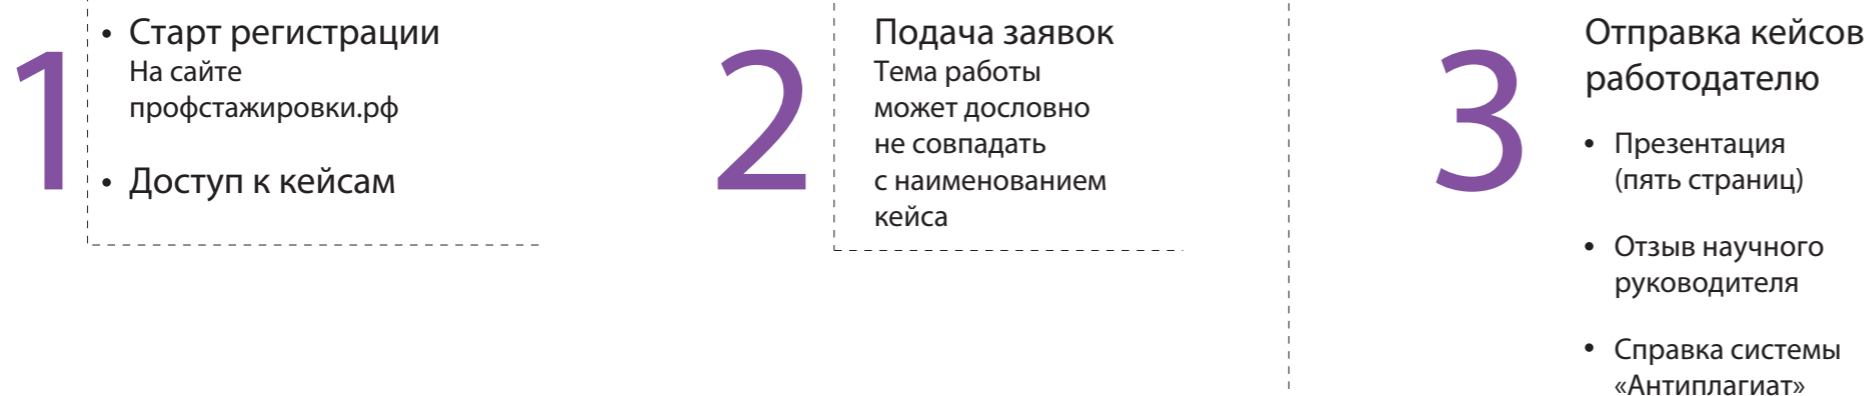 1
• Старт регистрации
На сайте
профстажировки.рф
• Доступ к кейсам
2
Подача заявок
Тема работы
может дословно
не совпадать
с наименованием
кейса
3
Отправка кейсов
работодателю
• Презентация
(пять страниц)
• Отзыв научного
руководителя
• Справка системы
«Антиплагиат»